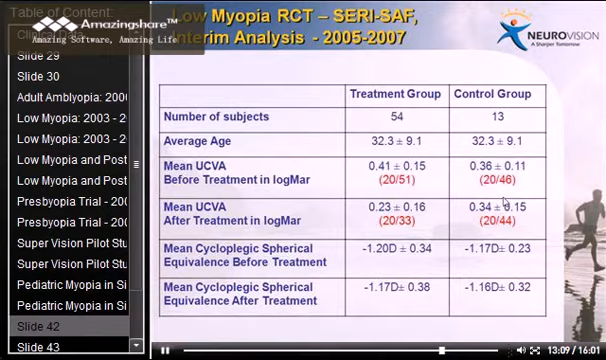 Table of Content:
Amazingshare™
Amazing Software, Amazing Life
Clinical Data
Slide 29
Slide 30
Adult Amblyopia: 200
Low Myopia: 2003 - 2
Low Myopia: 2003 - 2
Low Myopia and Post
Low Myopia and Post
Presbyopia Trial - 200
Presbyopia Trial - 200
Super Vision Pilot Stu
Super Vision Pilot Stu
Pediatric Myopia in Si
Pediatric Myopia in Si
Slide 42
Slide 43
Low Myopia RCT – SERI-SAF,
Interim Analysis - 2005-2007
NEUROVISION
A Sharper Tomorrow
Treatment Group Control Group
Number of subjects 54 13
Average Age 32.3 ± 9.1 32.3 ± 9.1
Mean UCVA 0.41 ± 0.15 0.36 ± 0.11
Before Treatment in logMar (20/51) (20/46)
Mean UCVA 0.23 ± 0.16 0.34 ± 0.15
After Treatment in logMar (20/33) (20/44)
Mean Cycloplegic Spherical -1.20D ± 0.34 -1.17D± 0.23
Equivalence Before Treatment
Mean Cycloplegic Spherical -1.17D± 0.38 -1.16D± 0.32
Equivalence After Treatment
13:09 / 16:01